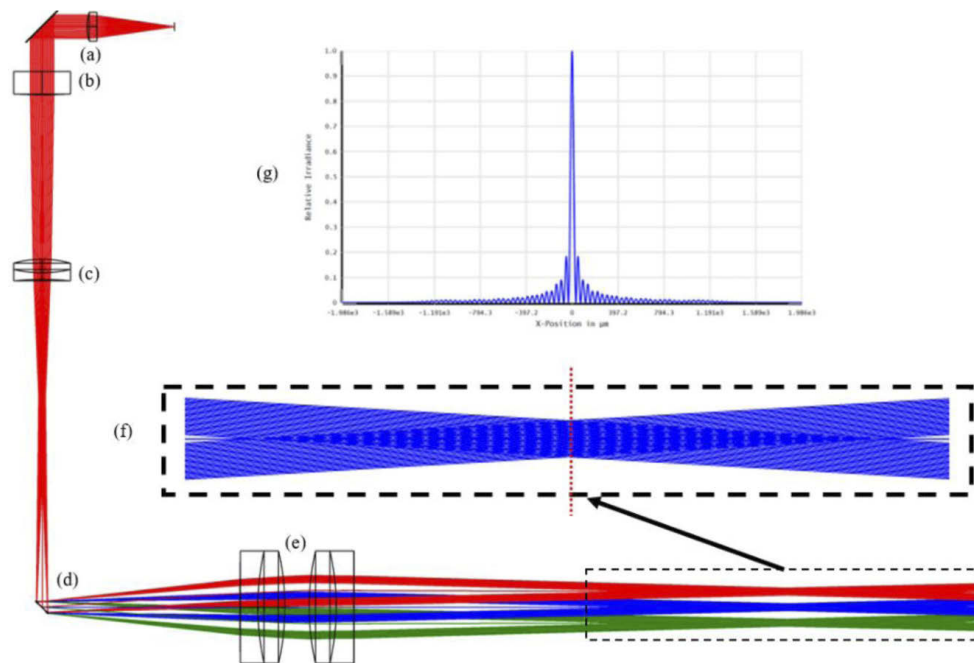 (a)
(b)
(c)
(d)
(e)
(f)
(g)
Relative Irradiance
1.0
0.9
0.8
0.7
0.6
0.5
0.4
0.3
0.2
0.1
0
-1.986e3 -1.589e3 -1.191e3 -794.3 -397.2 0 397.2 794.3 1.191e3 1.589e3 1.986e3
X-Position in µm